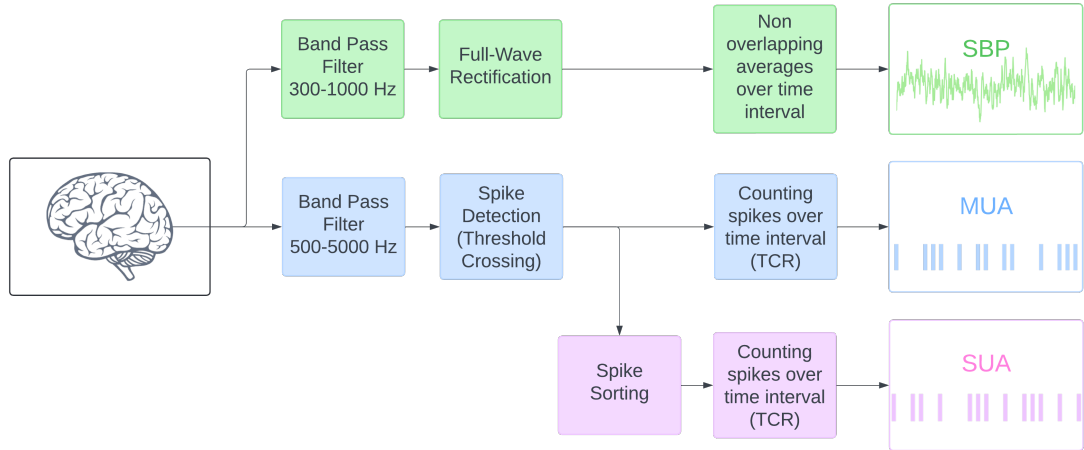 Band Pass
Filter
300-1000 Hz
Full-Wave
Rectification
Non
overlapping
averages
over time
interval
SBP
Band Pass
Filter
500-5000 Hz
Spike
Detection
(Threshold
Crossing)
Counting
spikes over
time interval
(TCR)
MUA
Spike
Sorting
Counting
spikes over
time interval
(TCR)
SUA